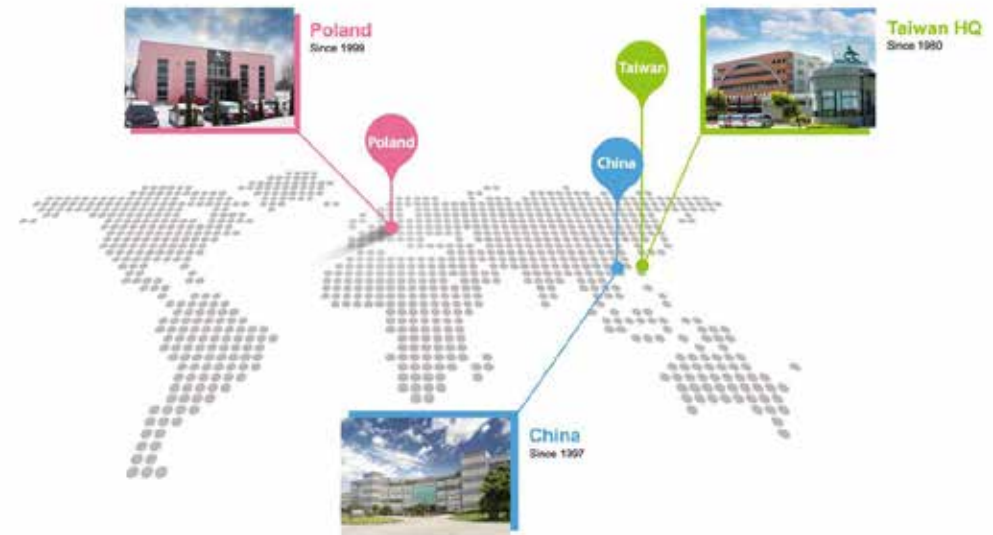 Poland
Since 1999
Taiwan HQ
Since 1980
Taiwan
Poland
China
China
Since 1997